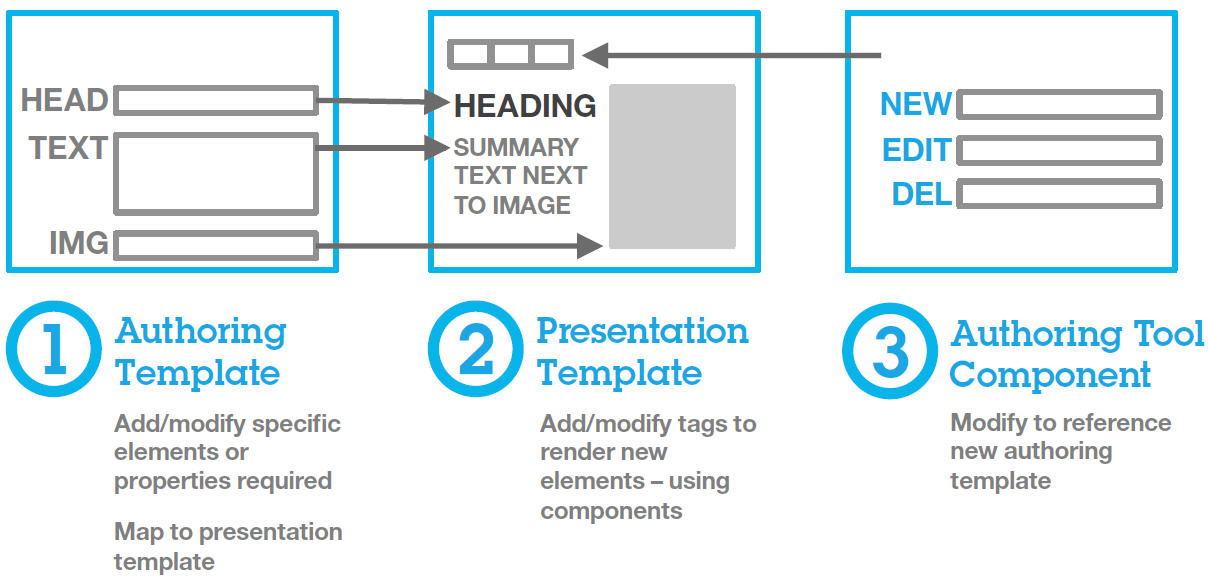 HEAD
TEXT
IMG
HEADING
SUMMARY
TEXT NEXT
TO IMAGE
NEW
EDIT
DEL
1
Authoring
Template
Add/modify specific
elements or
properties required
Map to presentation
template
2
Presentation
Template
Add/modify tags to
render new
elements – using
components
3
Authoring Tool
Component
Modify to reference
new authoring
template